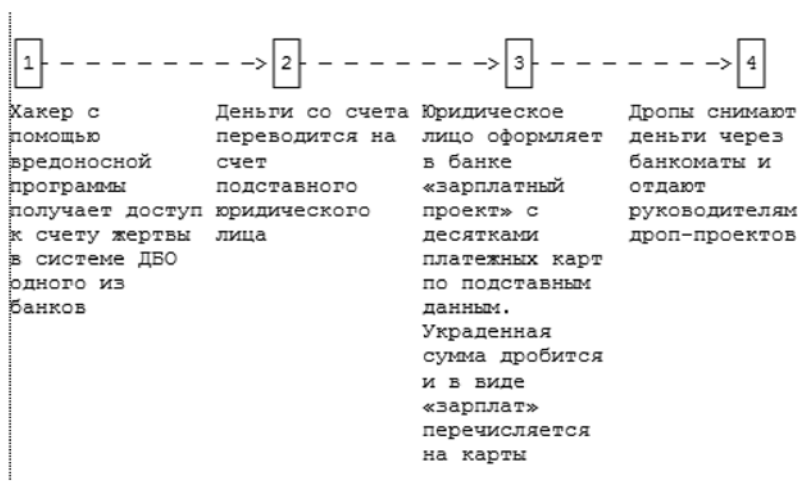 1 - - - - - - - -> 2 - - - - - - - -> 3 - - - - - - - -> 4
Хакер с
помощью
вредоносной
программы
получает доступ
к счету жертвы
в системе ДБО
одного из
банков
Деньги со счета
переводится на
счет
подставного
юридического
лица
Юридическое
лицо оформляет
в банке
«зарплатный
проект» с
десятками
платежных карт
по подставным
данным.
Украденная
сумма дробится
и в виде
«зарплат»
перечисляется
на карты
Дропы снимают
деньги через
банкоматы и
отдают
руководителям
дроп-проектов